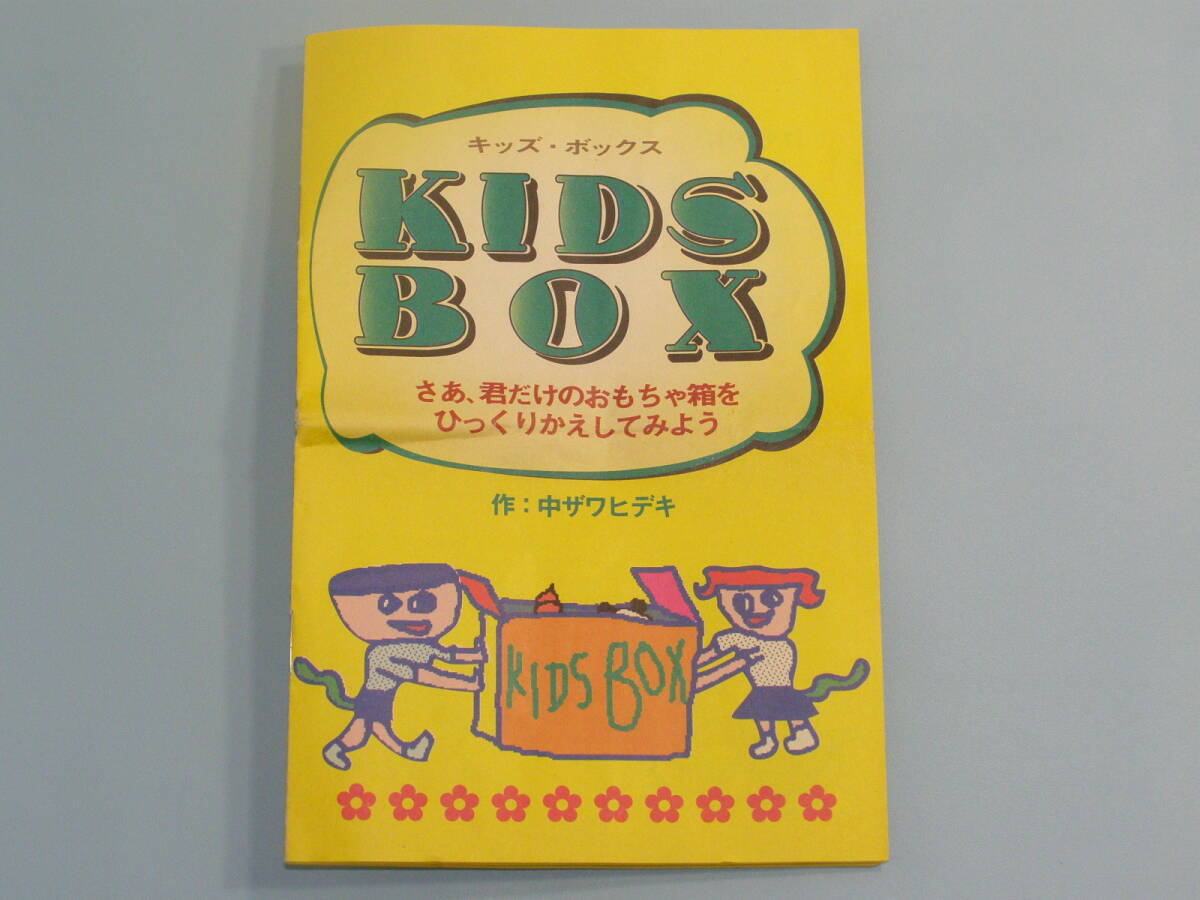 キッズ・ボックス
KIDS
BOX
さあ、君だけのおもちゃ箱を
ひっくりかえしてみよう
作：中ザワヒデキ
KIDS BOX